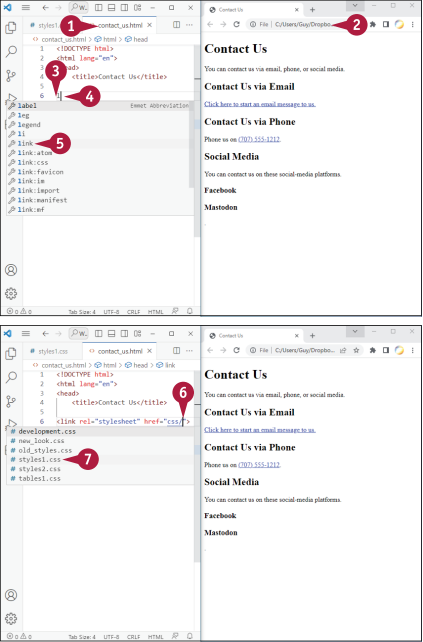 W...
styles1.css
<> contact_us.html ×
<> contact_us.html > html > head
1 <!DOCTYPE html>
2 <html lang="en">
3 <head>
4 <title>Contact Us</title>
5
6 l
label Emmet Abbreviation
leg
legend
li
link
link:atom
link:css
link:favicon
link:im
link:import
link:manifest
link:mf
0 0 Tab Size: 4 UTF-8 CRLF HTML
1
3
4
5
Contact Us
File | C:/Users/Guy/Dropbo...
2
Contact Us
You can contact us via email, phone, or social media.
Contact Us via Email
Click here to start an email message to us.
Contact Us via Phone
Phone us on (707) 555-1212.
Social Media
You can contact us on these social-media platforms.
Facebook
Mastodon
W...
# styles1.css
<> contact_us.html ×
<> contact_us.html > html > head > link
1 <!DOCTYPE html>
2 <html lang="en">
3 <head>
4 <title>Contact Us</title>
5
6 <link rel="stylesheet" href="css/">
# development.css
# new_look.css
# old_styles.css
# styles1.css
# styles2.css
# tables1.css
0 0 Tab Size: 4 UTF-8 CRLF HTML
6
7
Contact Us
File | C:/Users/Guy/Dropbo...
Contact Us
You can contact us via email, phone, or social media.
Contact Us via Email
Click here to start an email message to us.
Contact Us via Phone
Phone us on (707) 555-1212.
Social Media
You can contact us on these social-media platforms.
Facebook
Mastodon